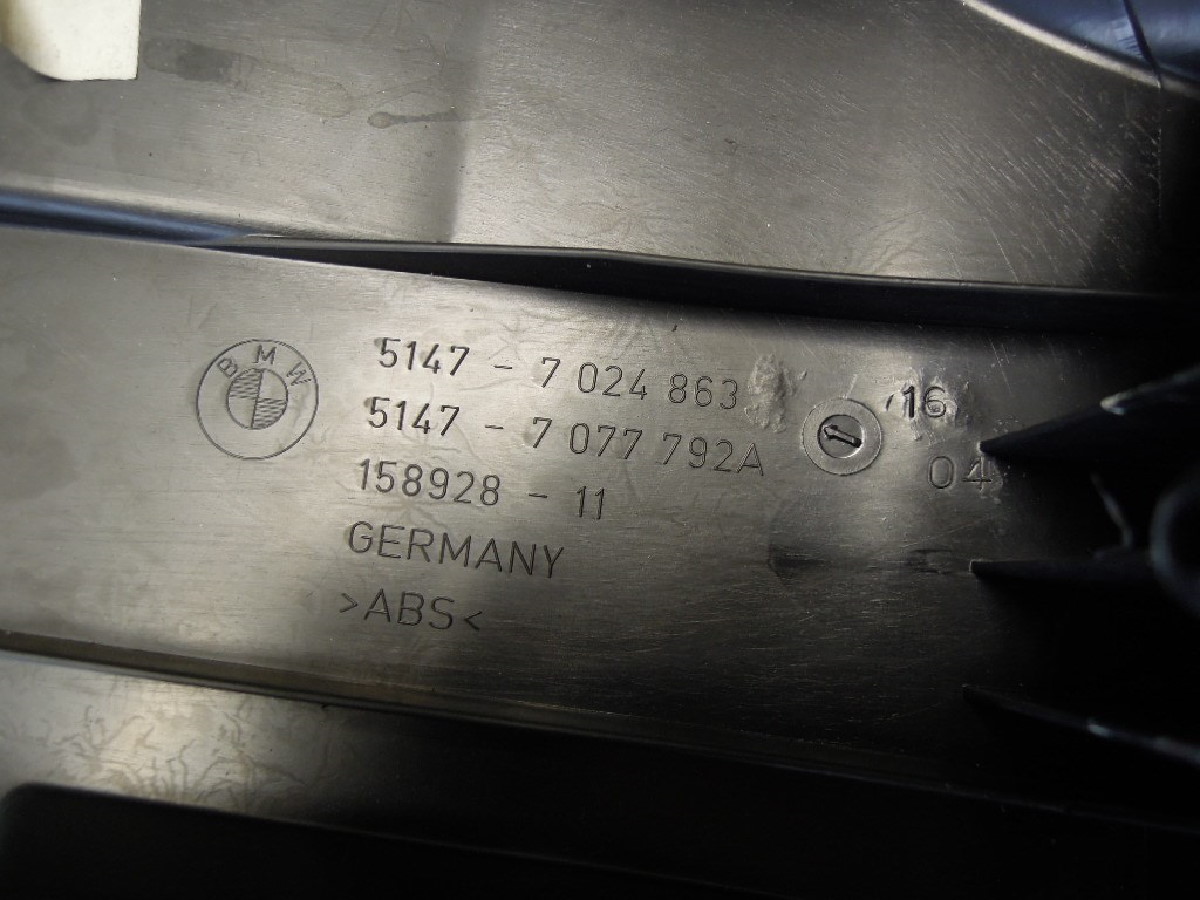 BMW
5147 - 7 024 863
5147 - 7 077 792A
158928 - 11
GERMANY
>ABS<
16
04